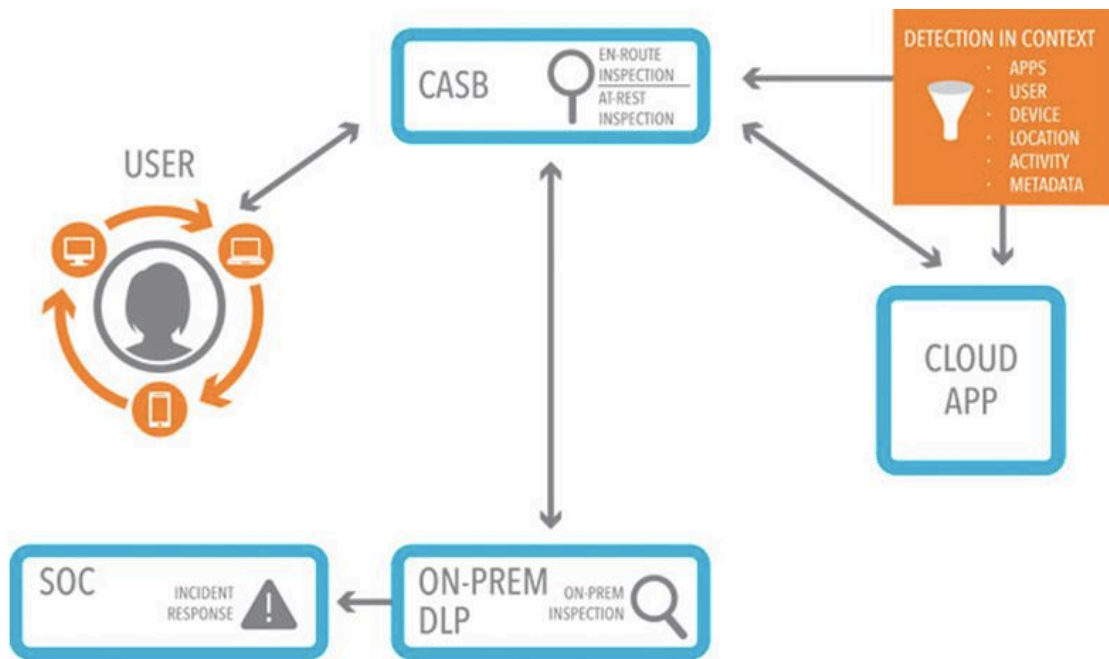 CASB
EN-ROUTE
INSPECTION
AT-REST
INSPECTION
DETECTION IN CONTEXT
· APPS
· USER
· DEVICE
· LOCATION
· ACTIVITY
· METADATA
USER
CLOUD
APP
SOC
INCIDENT
RESPONSE
ON-PREM
DLP
ON-PREM
INSPECTION